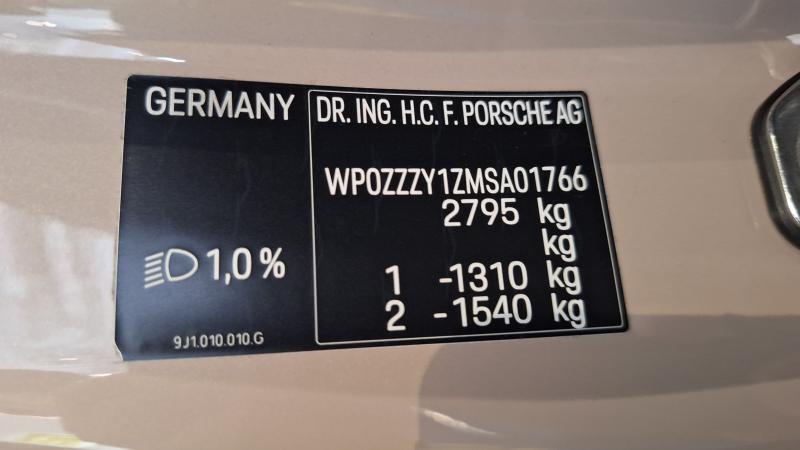 GERMANY
DR. ING. H.C. F. PORSCHE AG
WP0ZZZY1ZMSA01766
2795 kg
kg
1 -1310 kg
2 -1540 kg
1,0 %
9J1.010.010.G